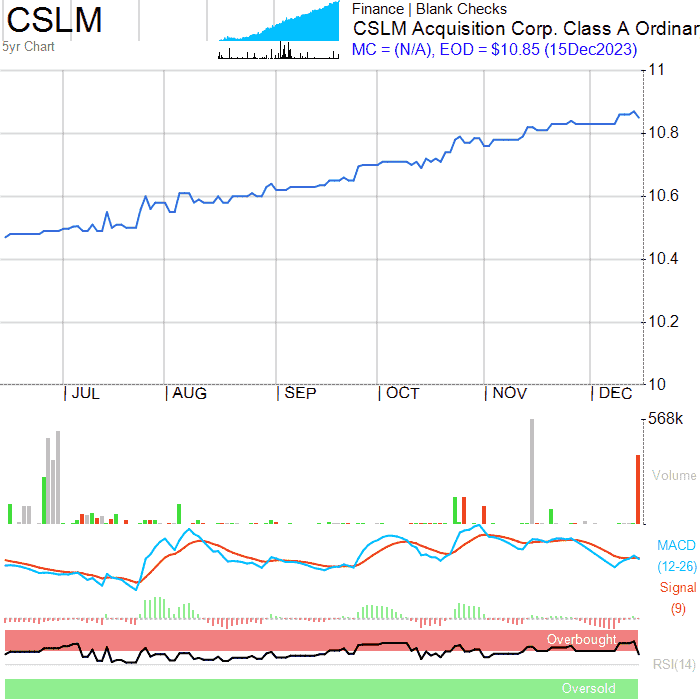 CSLM
5yr Chart
Finance | Blank Checks
CSLM Acquisition Corp. Class A Ordinar
MC = (N/A), EOD = $10.85 (15Dec2023)
11
10.8
10.6
10.4
10.2
10
JUL
AUG
SEP
OCT
NOV
DEC
568k
Volume
MACD
(12-26)
Signal
(9)
Overbought
RSI(14)
Oversold